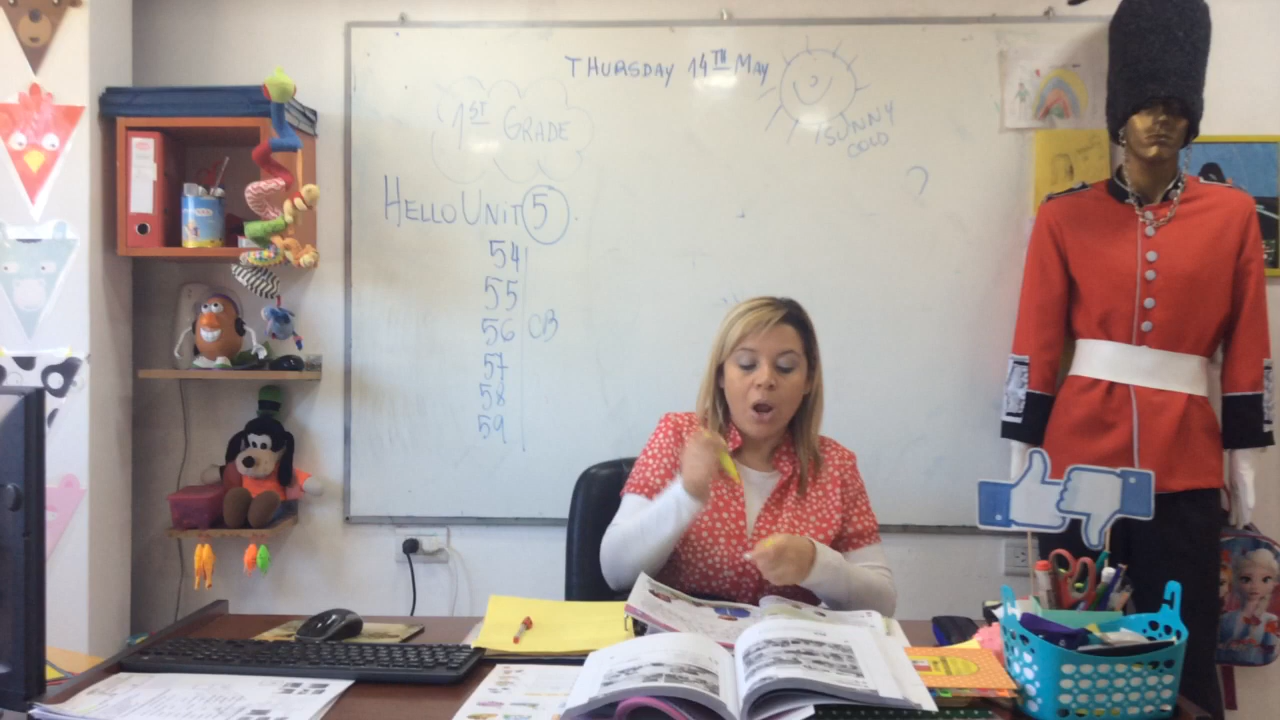 THURSDAY 14TH MAY
1ST GRADE
SUNNY
COLD
?
HELLO UNIT 5.
54
55
56 CB
57
58
59